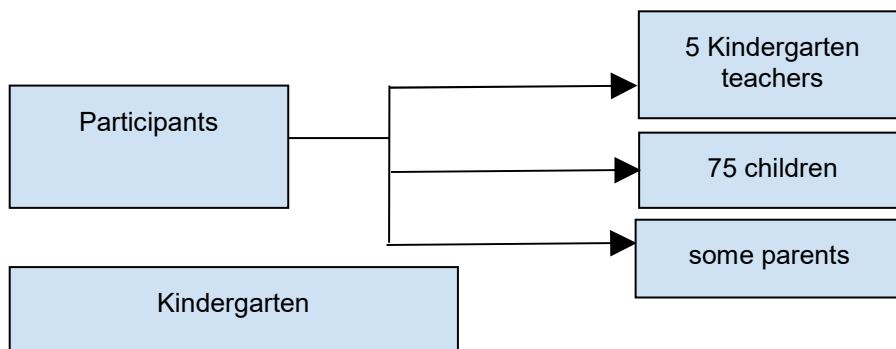 5 Kindergarten
teachers
Participants
75 children
some parents
Kindergarten